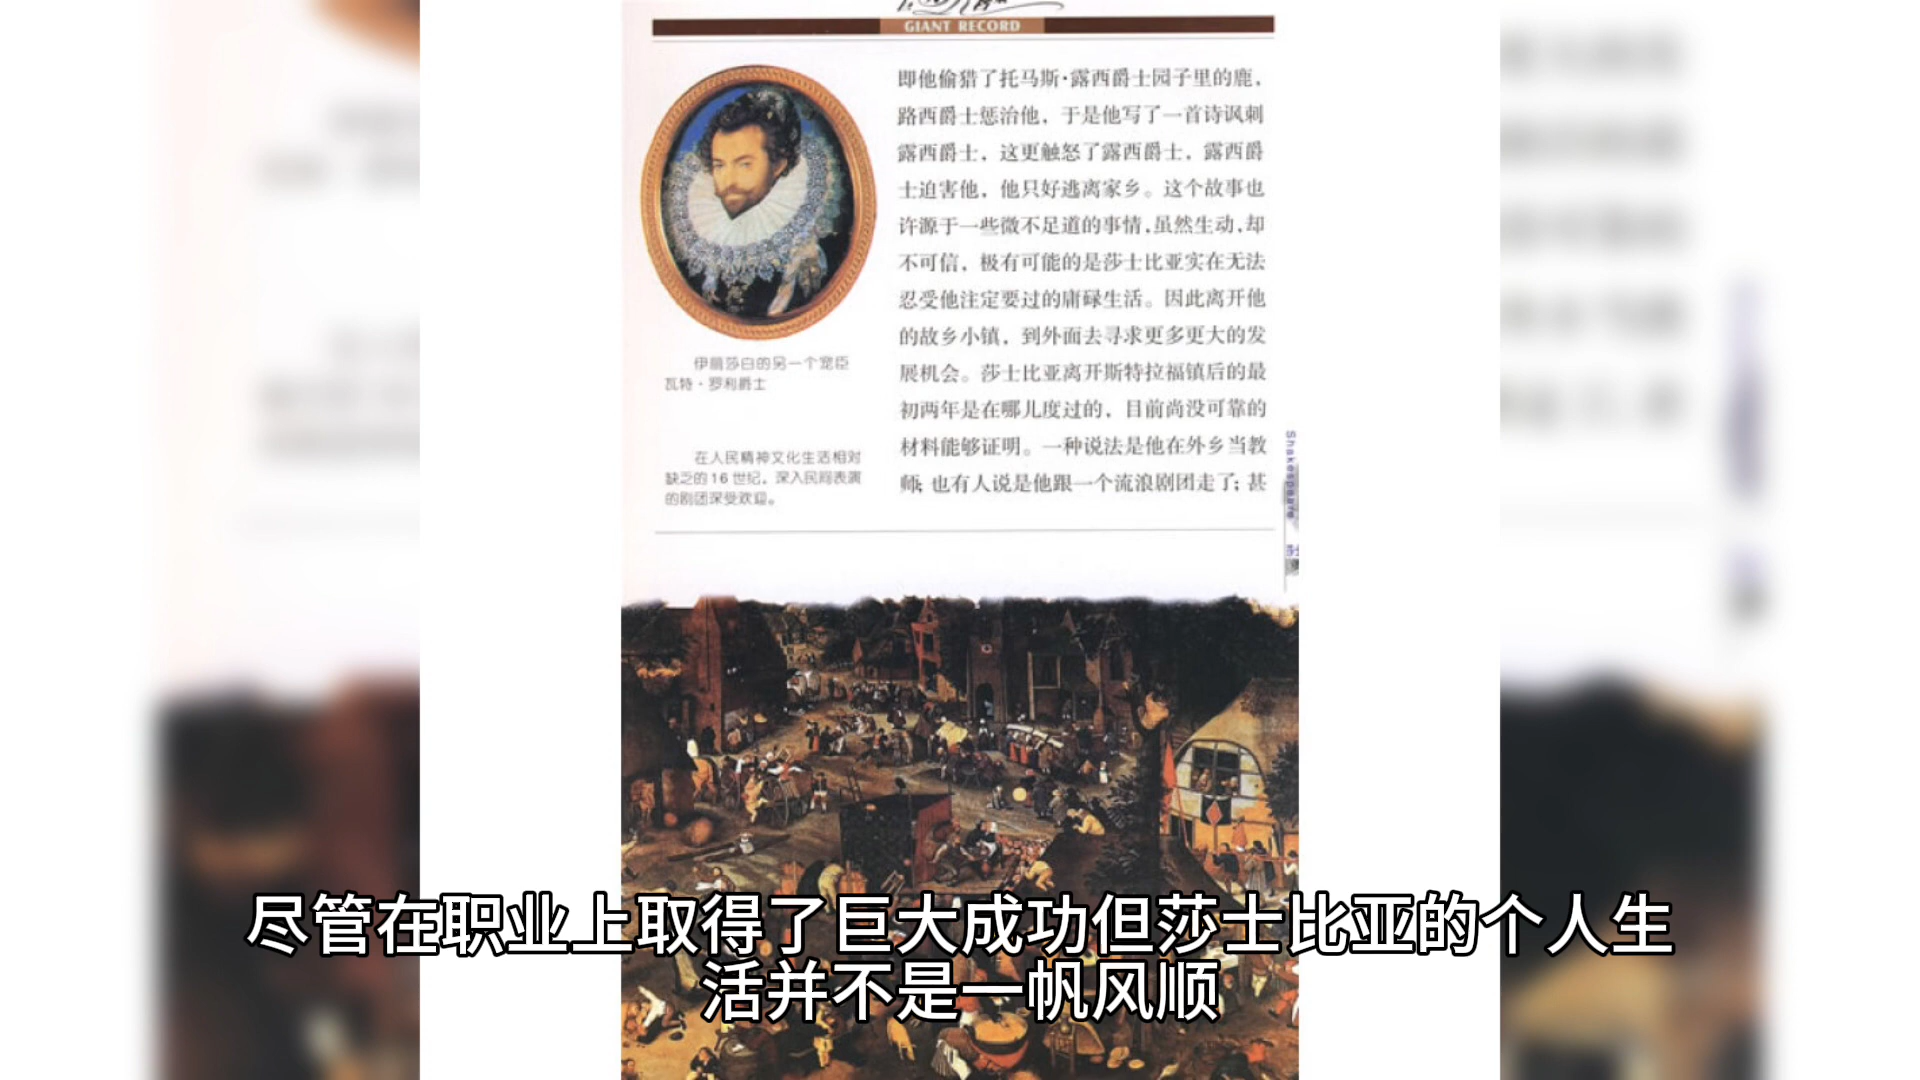 GIANT RECORD
即他偷猎了托马斯·露西爵士园子里的鹿，
路西爵士惩治他，于是他写了一首诗讽刺
露西爵士，这更触怒了露西爵士，露西爵
士迫害他，他只好逃离家乡。这个故事也
许源于一些微不足道的事情，虽然生动，却
不可信，极有可能的是莎士比亚实在无法
忍受他注定要过的庸碌生活。因此离开他
的故乡小镇，到外面去寻求更多更大的发
展机会。莎士比亚离开斯特拉福镇后的最
初两年是在哪儿度过的，目前尚没可靠的
材料能够证明。一种说法是他在外乡当教
师；也有人说是他跟一个流浪剧团走了；甚
伊丽莎白的另一个宠臣
瓦特·罗利爵士
在人民精神文化生活相对
缺乏的16世纪，深入民间表演
的剧团深受欢迎。
Shakespeare
尽管在职业上取得了巨大成功但莎士比亚的个人生
活并不是一帆风顺